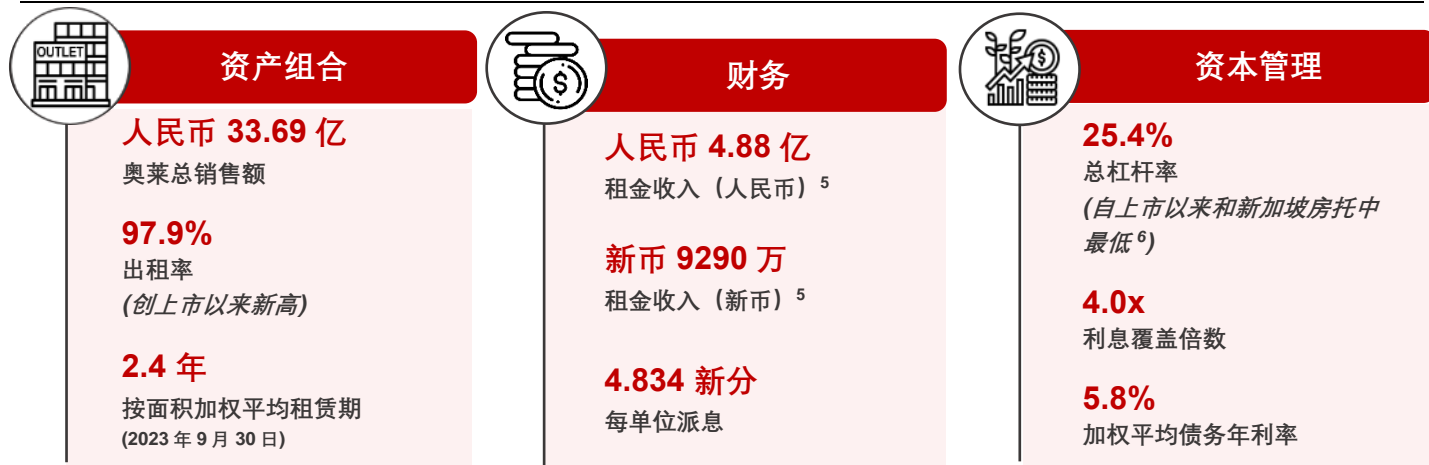 OUTLET
资产组合
人民币 33.69 亿
奥莱总销售额
97.9%
出租率
(创上市以来新高)
2.4 年
按面积加权平均租赁期
(2023 年 9 月 30 日)
$
财务
人民币 4.88 亿
租金收入（人民币）5
新币 9290 万
租金收入（新币）5
4.834 新分
每单位派息
$
资本管理
25.4%
总杠杆率
(自上市以来和新加坡房托中
最低 6)
4.0x
利息覆盖倍数
5.8%
加权平均债务年利率